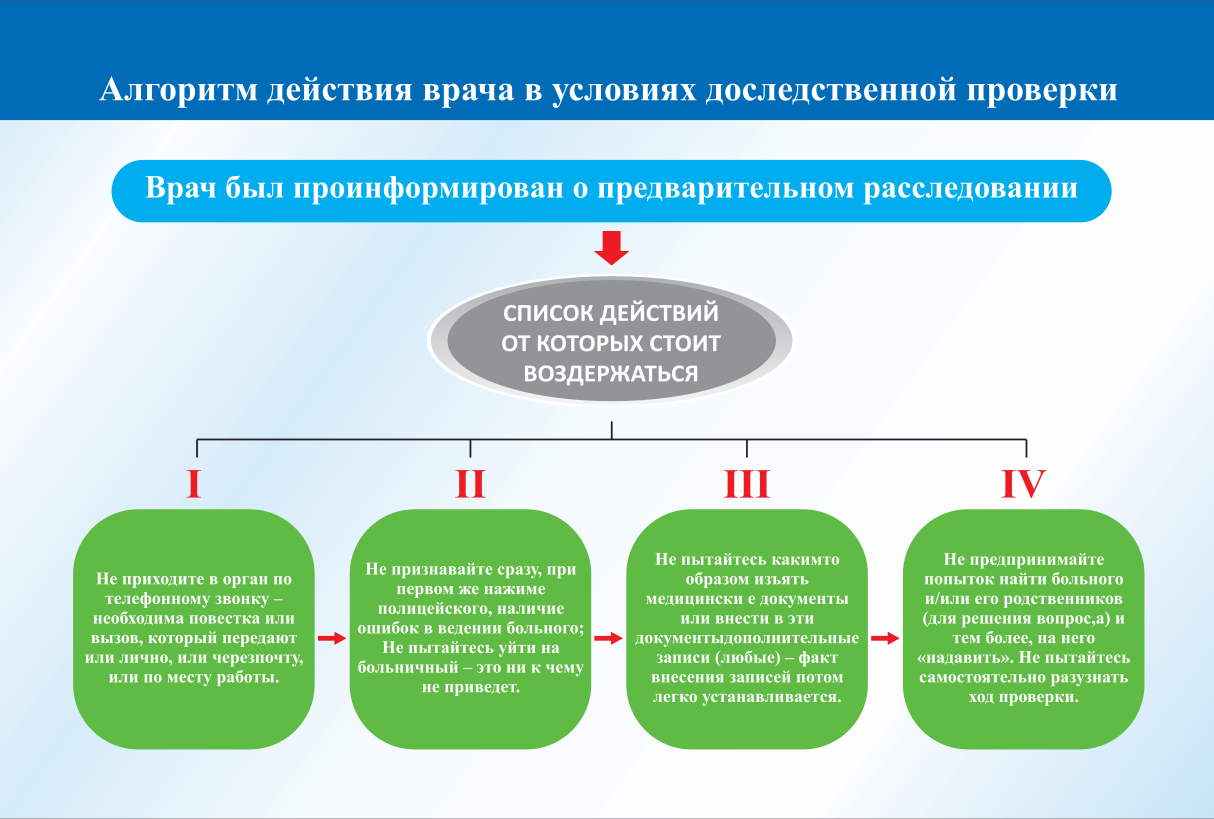 Алгоритм действия врача в условиях доследственной проверки
Врач был проинформирован о предварительном расследовании
СПИСОК ДЕЙСТВИЙ
ОТ КОТОРЫХ СТОИТ
ВОЗДЕРЖАТЬСЯ
I
Не приходите в орган по
телефонному звонку –
необходима повестка или
вызов, который передают
или лично, или черезпочту,
или по месту работы.
II
Не признавайте сразу, при
первом же нажиме
полицейского, наличие
ошибок в ведении больного;
Не пытайтесь уйти на
больничный – это ни к чему
не приведет.
III
Не пытайтесь какимто
образом изъять
медицински е документы
или внести в эти
документыдополнительные
записи (любые) – факт
внесения записей потом
легко устанавливается.
IV
Не предпринимайте
попыток найти больного
и/или его родственников
(для решения вопрос,а) и
тем более, на него
«надавить». Не пытайтесь
самостоятельно разузнать
ход проверки.